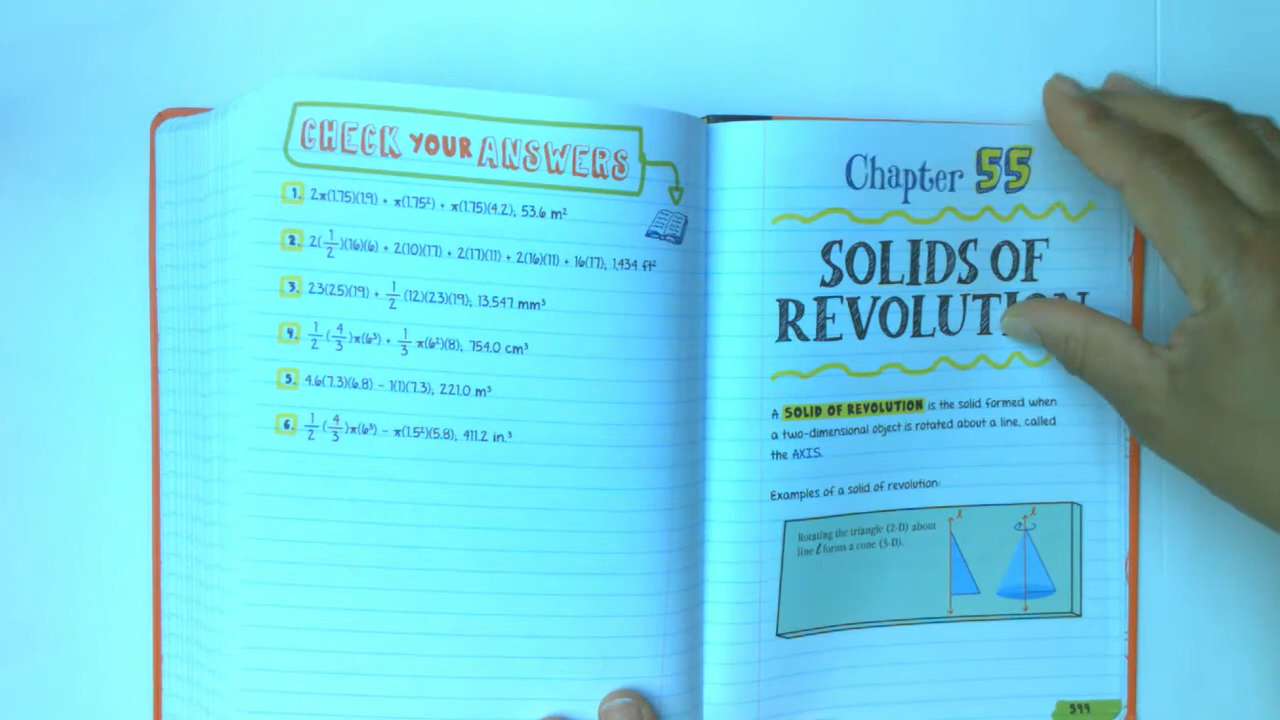 CHECK YOUR ANSWERS
1. 2π(1.75)(1.9) + π(1.75²) + π(1.75)(4.2); 53.6 m²
2. 2(1/2)(16)(6) + 2(10)(17) + 2(17)(11) + 2(16)(11) + 16(17); 1,434 ft²
3. 23(25)(19) + 1/2 (12)(23)(19); 13,547 mm³
4. 1/2 (4/3)π(6³) + 1/3 π(6²)(8); 754.0 cm³
5. 4.6(7.3)(6.8) – 1(1)(7.3); 221.0 m³
6. 1/2 (4/3)π(6³) – π(1.5²)(5.8); 411.2 in.³
Chapter 55
SOLIDS OF
REVOLUTION
A SOLID OF REVOLUTION is the solid formed when
a two-dimensional object is rotated about a line, called
the AXIS.
Examples of a solid of revolution:
Rotating the triangle (2-D) about
line ℓ forms a cone (3-D).
ℓ
ℓ
599